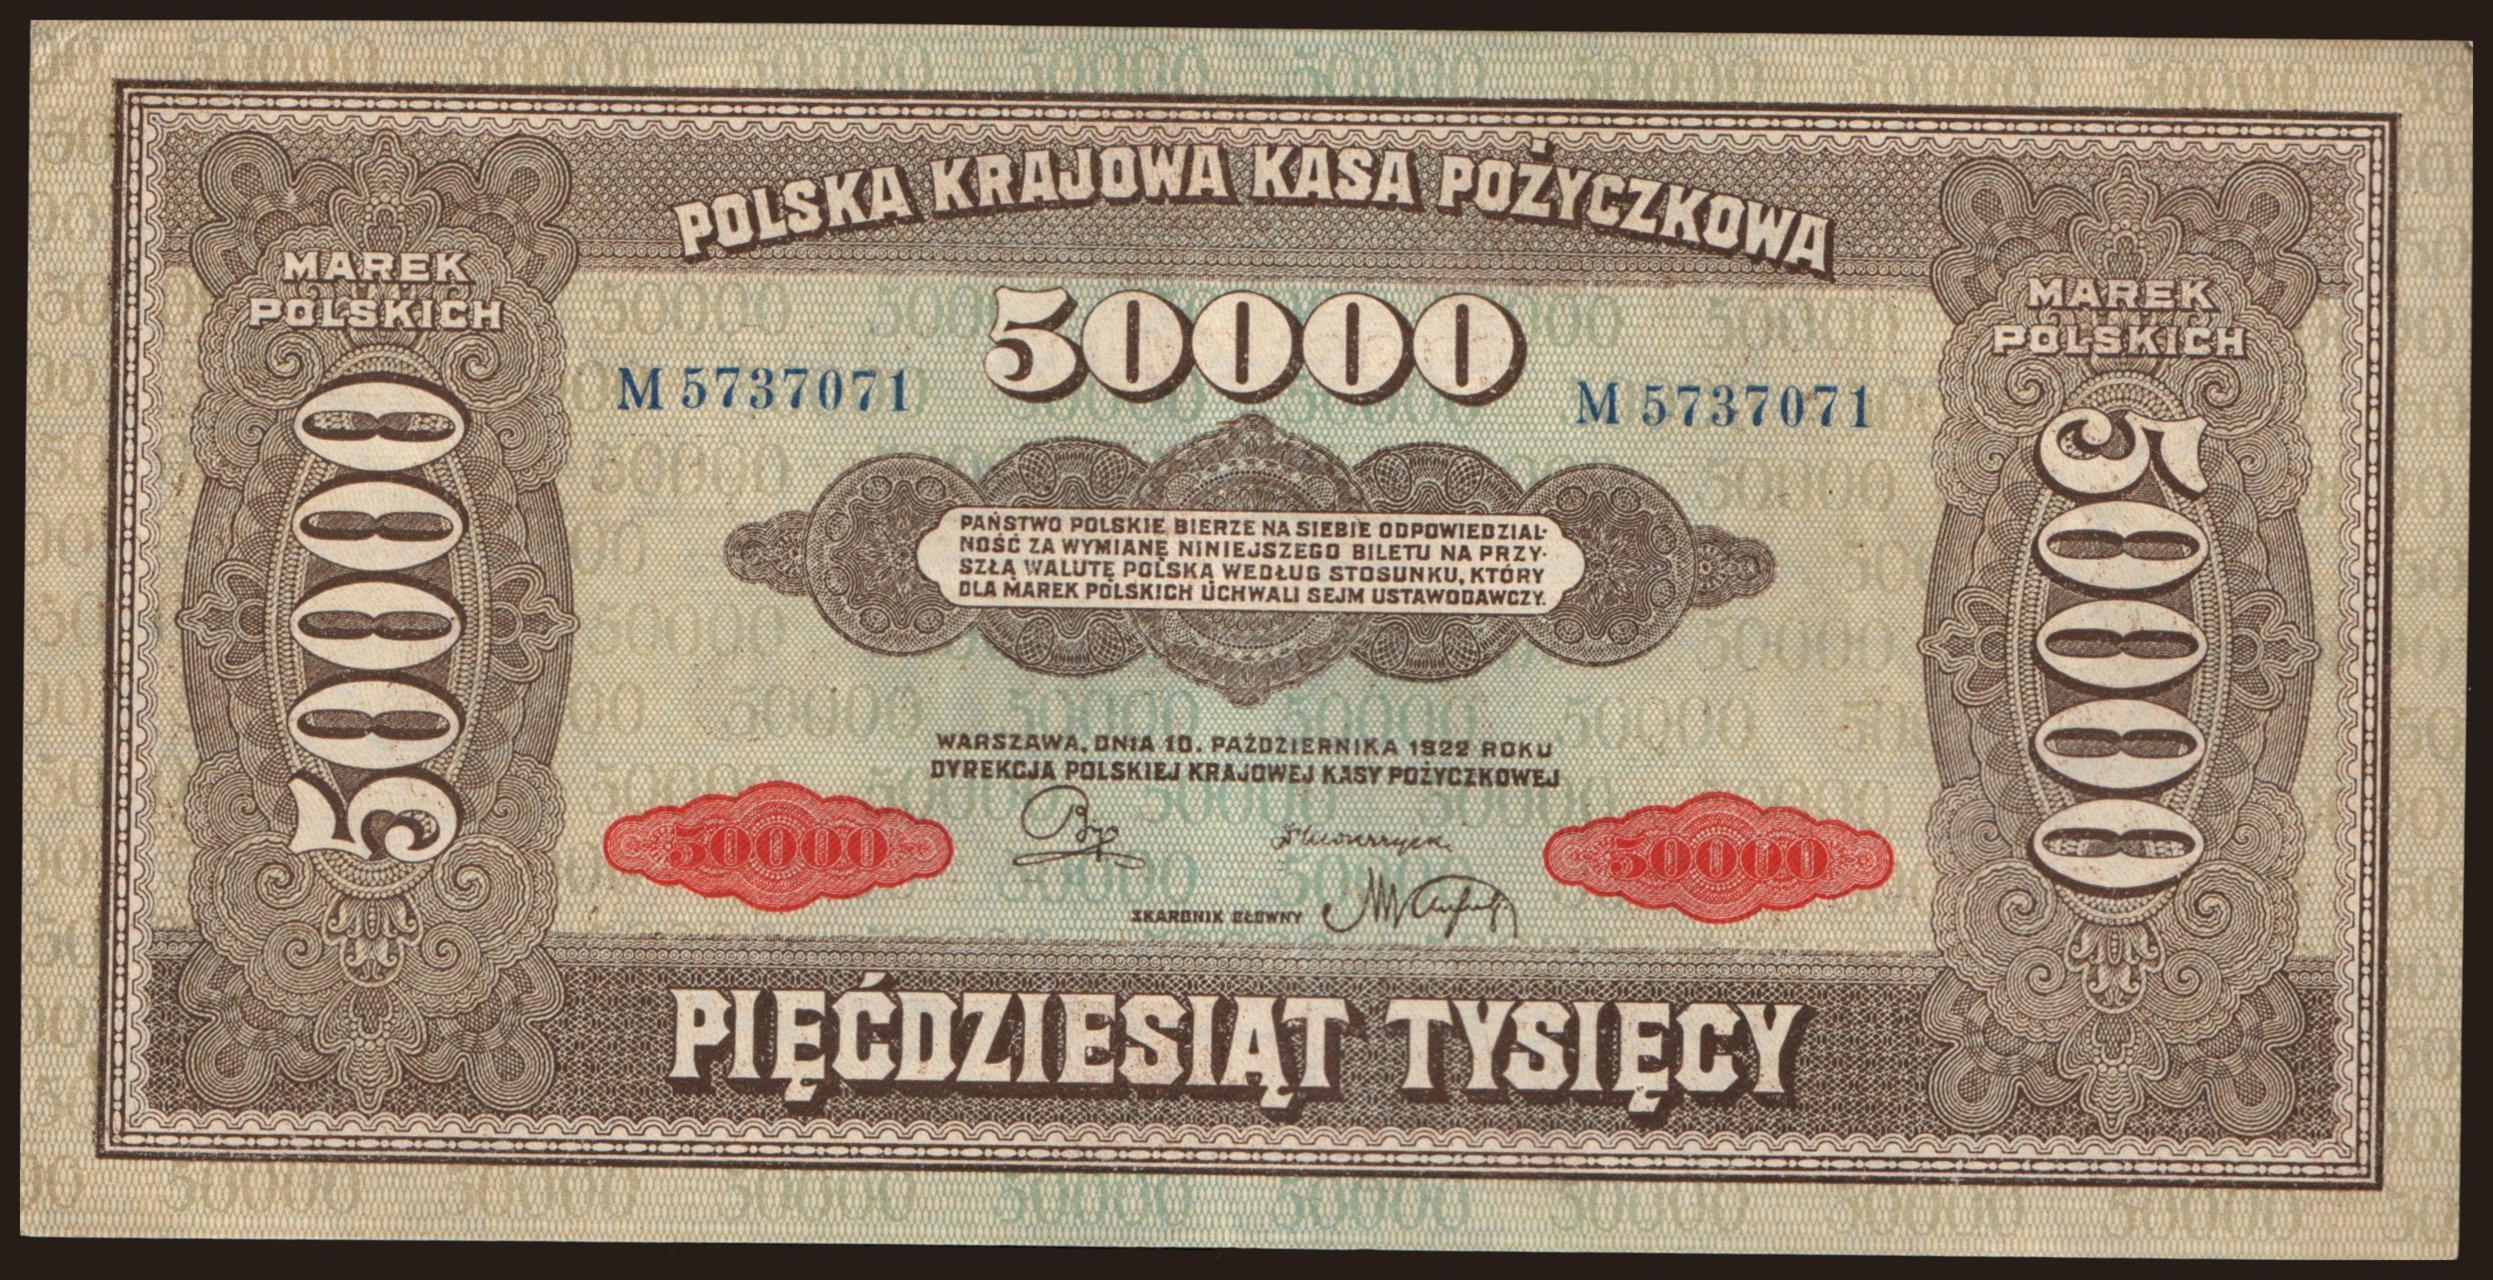 POLSKA KRAJOWA KASA POŻYCZKOWA
MAREK
POLSKICH
MAREK
POLSKICH
50000
M 5737071
M 5737071
50000
50000
PAŃSTWO POLSKIE BIERZE NA SIEBIE ODPOWIEDZIAL-
NOŚĆ ZA WYMIANĘ NINIEJSZEGO BILETU NA PRZY-
SZŁĄ WALUTĘ POLSKĄ WEDŁUG STOSUNKU, KTÓRY
DLA MAREK POLSKICH UCHWALI SEJM USTAWODAWCZY.
WARSZAWA, DNIA 10. PAŹDZIERNIKA 1922 ROKU
DYREKCJA POLSKIEJ KRAJOWEJ KASY POŻYCZKOWEJ
50000
50000
SKARBNIK GŁÓWNY
PIĘĆDZIESIĄT TYSIĘCY